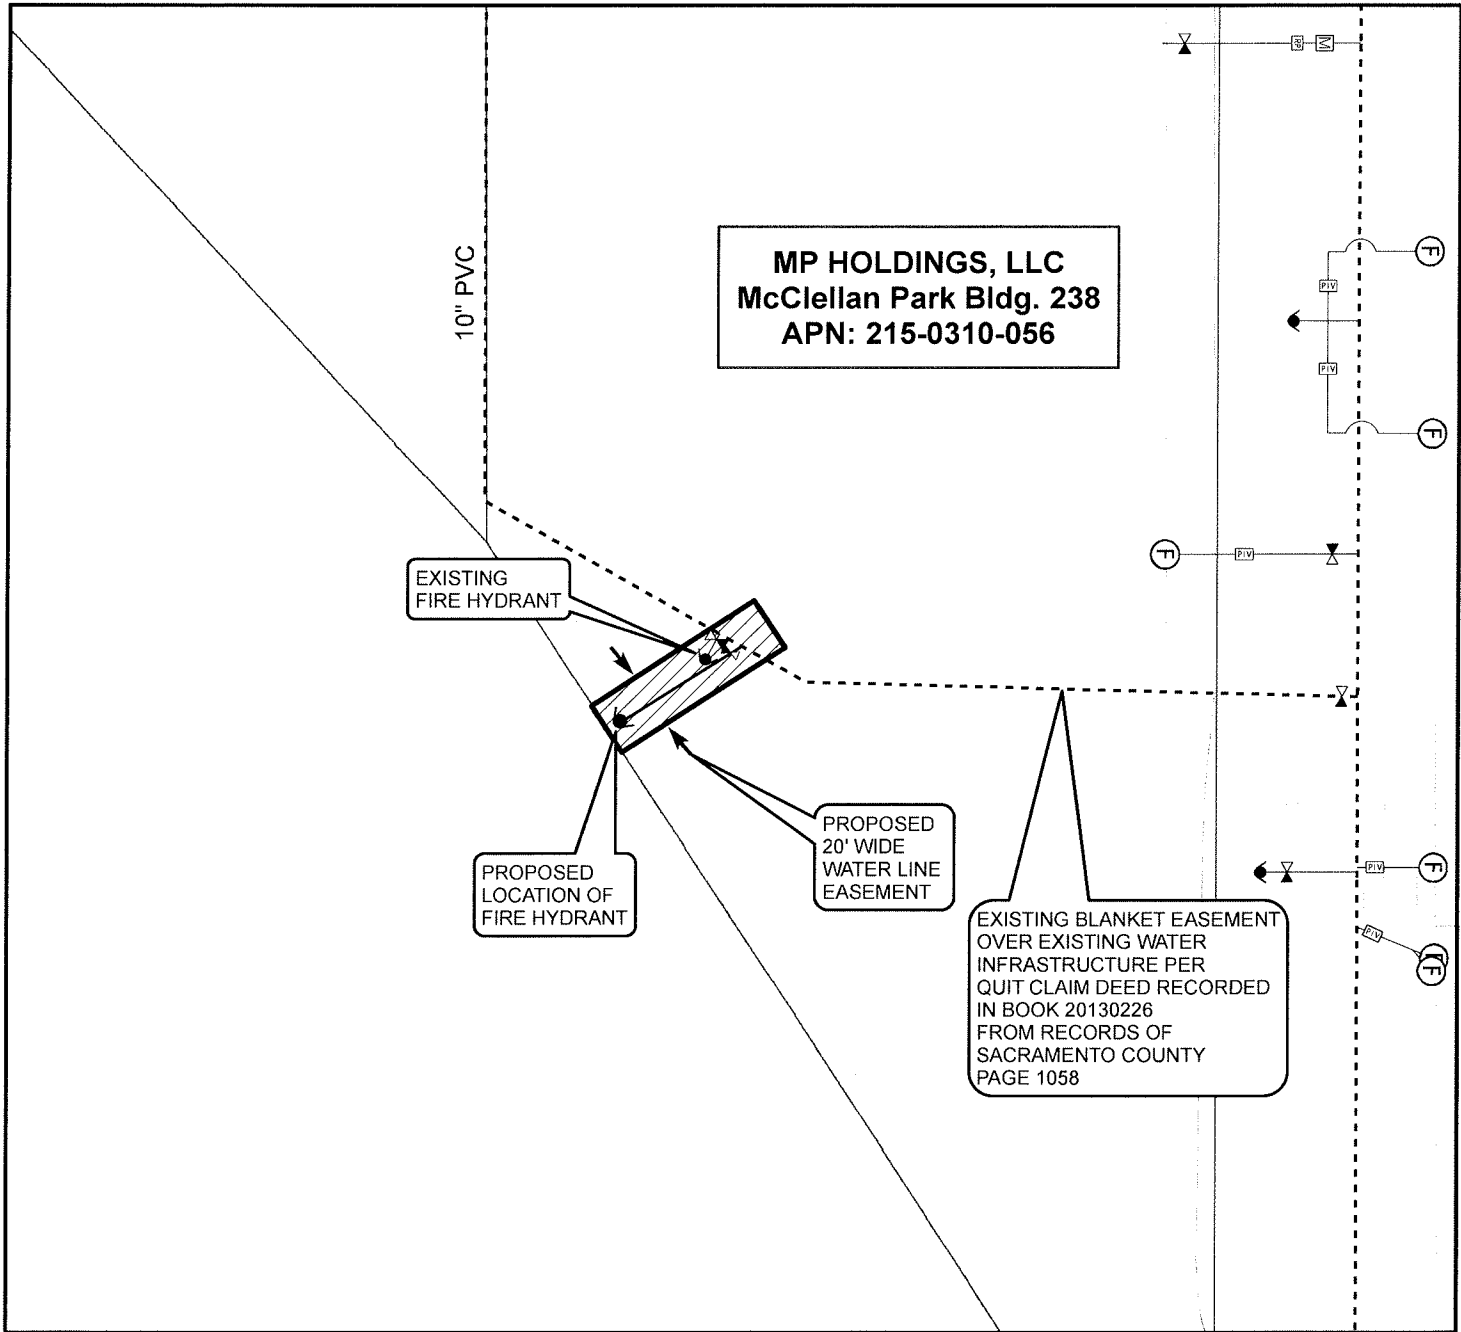 RP M
10" PVC
MP HOLDINGS, LLC
McClellan Park Bldg. 238
APN: 215-0310-056
F
PIV
PIV
F
F PIV
EXISTING
FIRE HYDRANT
PROPOSED
20' WIDE
WATER LINE
EASEMENT
PROPOSED
LOCATION OF
FIRE HYDRANT
PIV F
EXISTING BLANKET EASEMENT
OVER EXISTING WATER
INFRASTRUCTURE PER
QUIT CLAIM DEED RECORDED
IN BOOK 20130226
FROM RECORDS OF
SACRAMENTO COUNTY
PAGE 1058
PIV
F
F